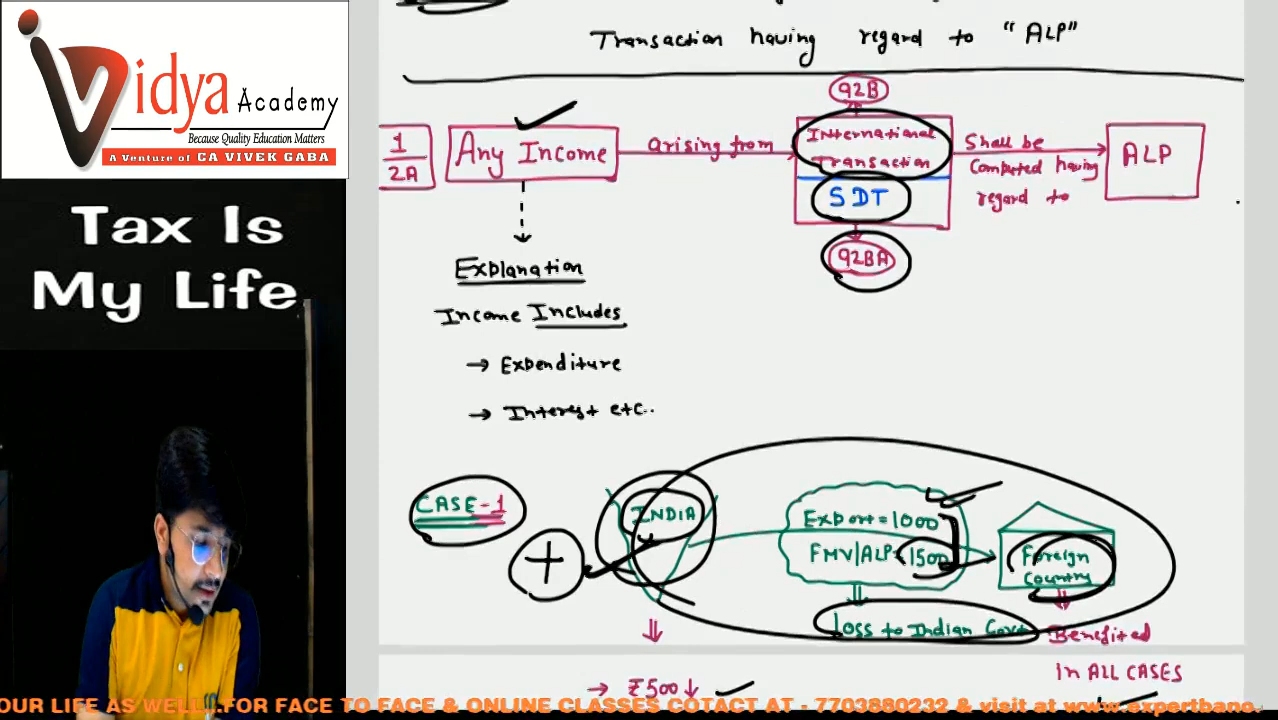 Vidya Academy
Because Quality Education Matters
A Venture of CA VIVEK GABA
Tax Is
My Life
Transaction having regard to "ALP"
92B
1
2A
Any Income
arising from
International
Transaction
SDT
92BA
Shall be
Computed having
regard to
ALP
Explanation
Income Includes
→ Expenditure
→ Interest etc..
CASE-1
+
INDIA
Export = 1000
FMV/ALP = 1500
Foreign
Country
Loss to Indian Govt
Benefited
In ALL CASES
→ ₹500↓
OUR LIFE AS WELL...FOR FACE TO FACE & ONLINE CLASSES COTACT AT - 7703880232 & visit at www.expertbano.